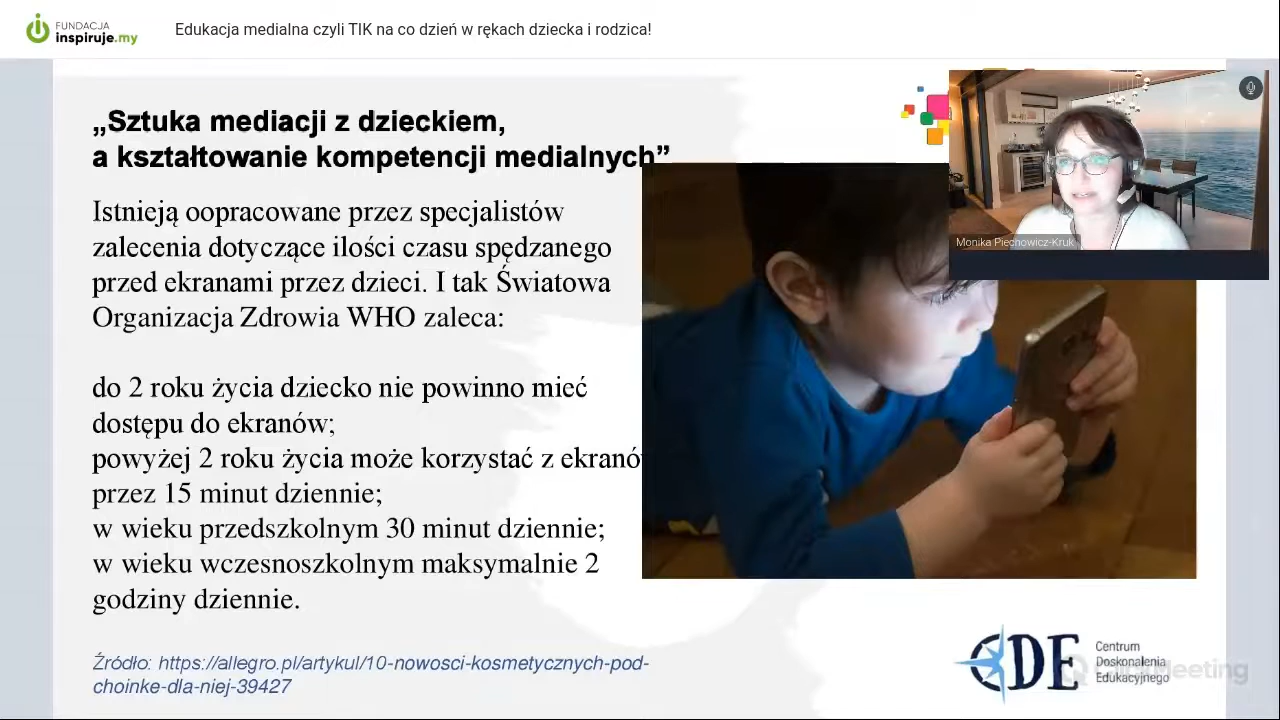 FUNDACJA
inspiruje.my
Edukacja medialna czyli TIK na co dzień w rękach dziecka i rodzica!
„Sztuka mediacji z dzieckiem,
a kształtowanie kompetencji medialnych”
Istnieją oopracowane przez specjalistów
zalecenia dotyczące ilości czasu spędzanego
przed ekranami przez dzieci. I tak Światowa
Organizacja Zdrowia WHO zaleca:
do 2 roku życia dziecko nie powinno mieć
dostępu do ekranów;
powyżej 2 roku życia może korzystać z ekranó
przez 15 minut dziennie;
w wieku przedszkolnym 30 minut dziennie;
w wieku wczesnoszkolnym maksymalnie 2
godziny dziennie.
Źródło: https://allegro.pl/artykul/10-nowosci-kosmetycznych-pod-
choinke-dla-niej-39427
Monika Piechowicz-Kruk
CDE
Centrum
Doskonalenia
Edukacyjnego
ClickMeeting